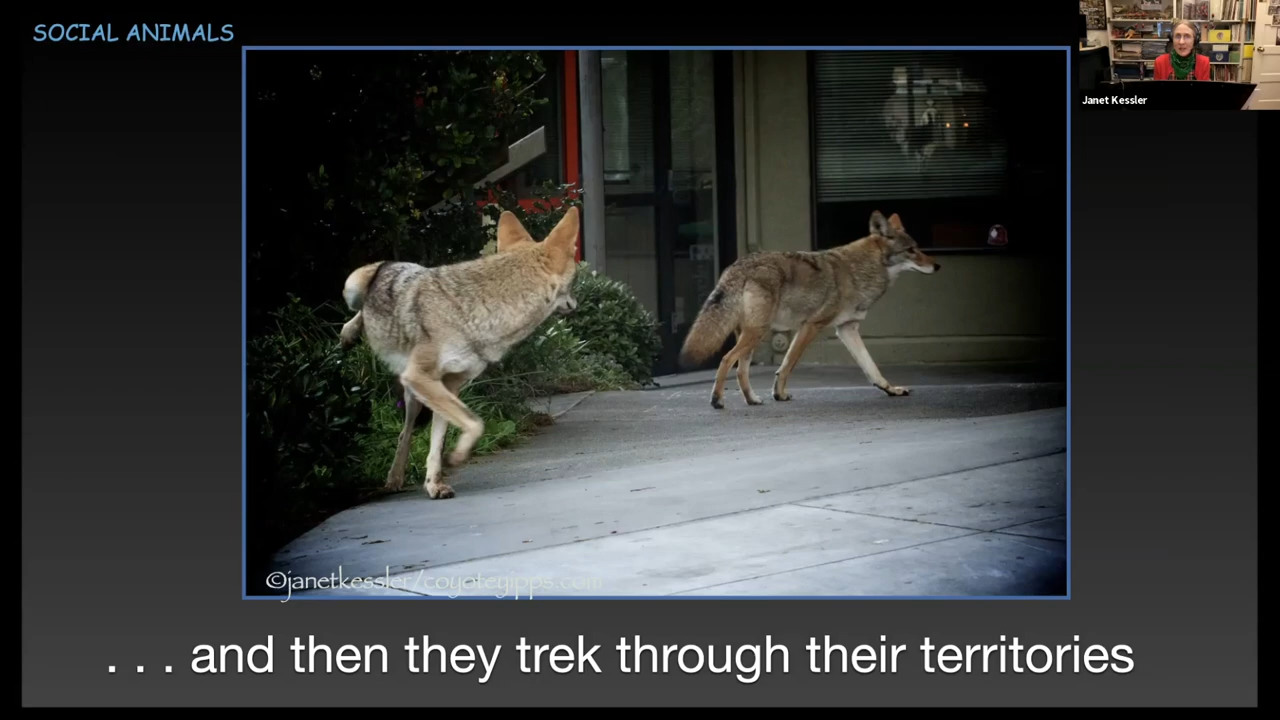 SOCIAL ANIMALS
Janet Kessler
©janetkessler/coyoteyipps.com
. . . and then they trek through their territories